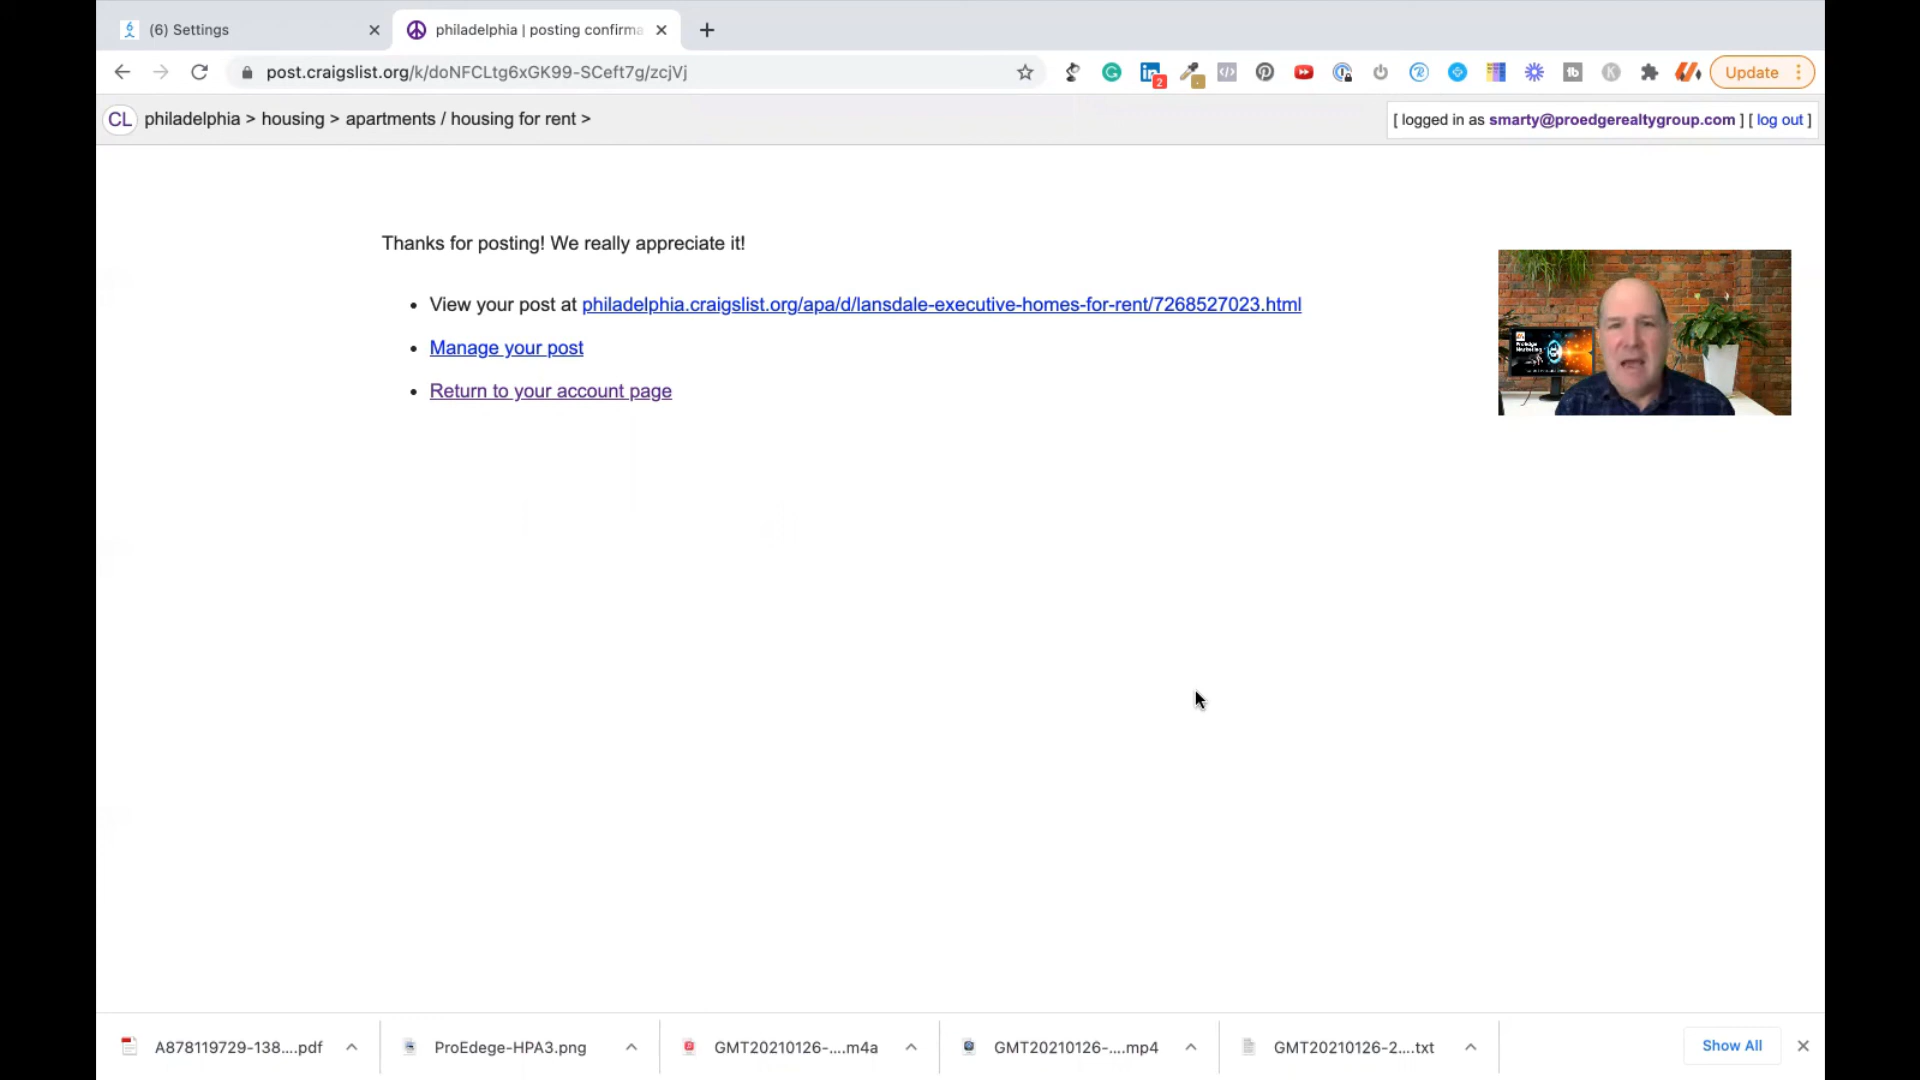 (6) Settings
philadelphia | posting confirma
post.craigslist.org/k/doNFCLtg6xGK99-SCeft7g/zcjVj
2
Update
CL philadelphia > housing > apartments / housing for rent >
[ logged in as smarty@proedgerealtygroup.com ] [ log out ]
Thanks for posting! We really appreciate it!
• View your post at philadelphia.craigslist.org/apa/d/lansdale-executive-homes-for-rent/7268527023.html
• Manage your post
• Return to your account page
ProEdge
Marketing
A878119729-138....pdf
ProEdege-HPA3.png
GMT20210126-....m4a
GMT20210126-....mp4
GMT20210126-2....txt
Show All